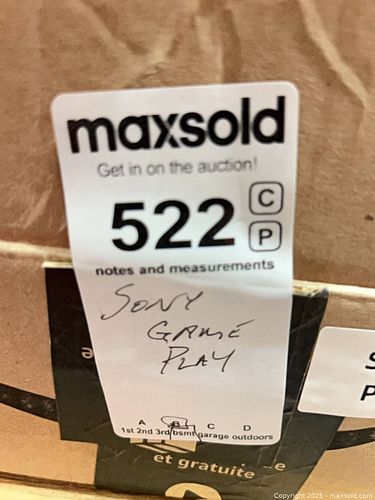 maxsold
Get in on the auction!
522 C
P
notes and measurements
SONY
GAME
PLAY
A B C D
1st 2nd 3rd bsmt garage outdoors
et gratuite
S
P
Copyright 2025 - maxsold.com